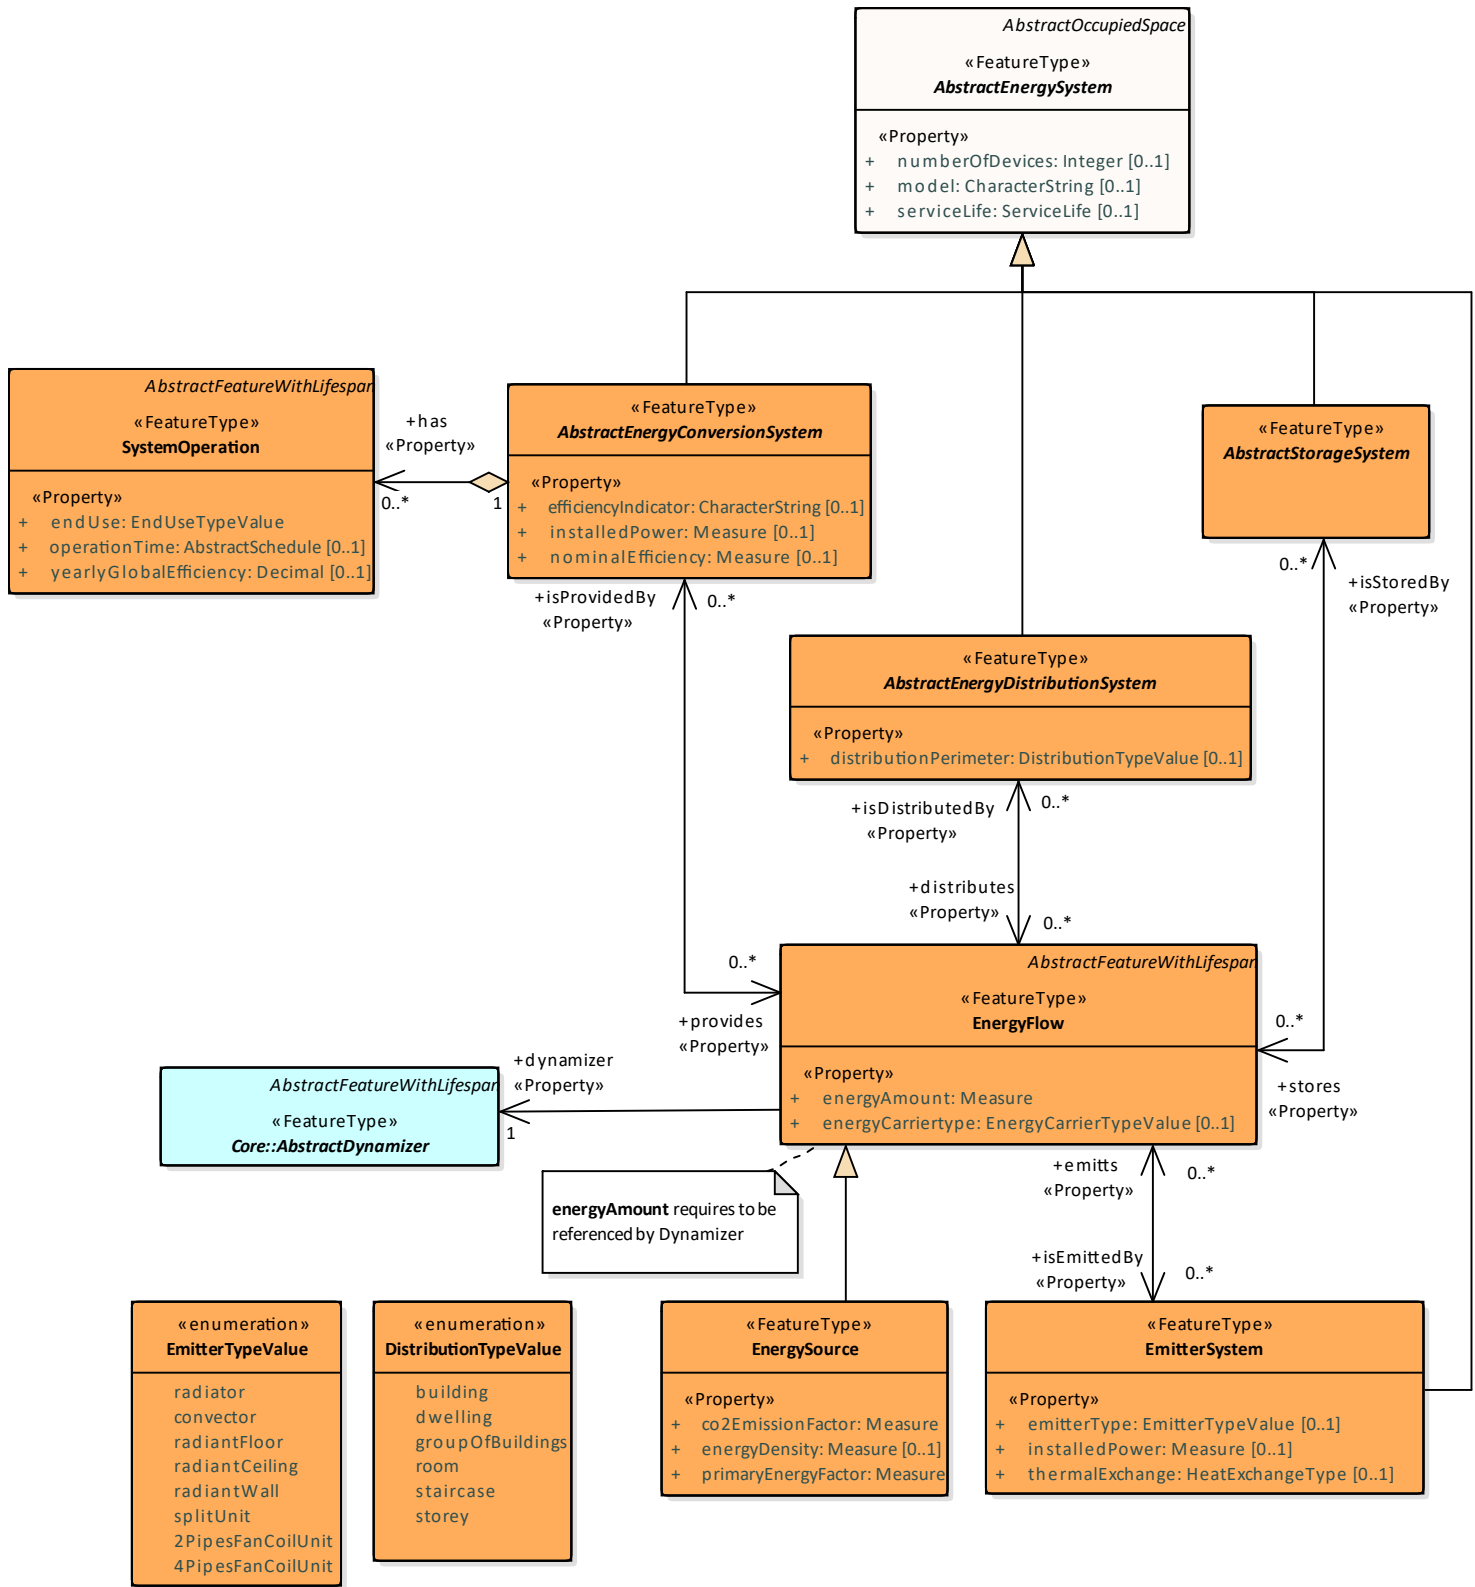 AbstractOccupiedSpace
«FeatureType»
AbstractEnergySystem
«Property»
+ numberOfDevices: Integer [0..1]
+ model: CharacterString [0..1]
+ serviceLife: ServiceLife [0..1]
AbstractFeatureWithLifespan
«FeatureType»
SystemOperation
«Property»
+ endUse: EndUseTypeValue
+ operationTime: AbstractSchedule [0..1]
+ yearlyGlobalEfficiency: Decimal [0..1]
+has
«Property»
0..*
1
«FeatureType»
AbstractEnergyConversionSystem
«Property»
+ efficiencyIndicator: CharacterString [0..1]
+ installedPower: Measure [0..1]
+ nominalEfficiency: Measure [0..1]
«FeatureType»
AbstractStorageSystem
+isProvidedBy
«Property»
0..*
0..*
+isStoredBy
«Property»
«FeatureType»
AbstractEnergyDistributionSystem
«Property»
+ distributionPerimeter: DistributionTypeValue [0..1]
+isDistributedBy
«Property»
0..*
+distributes
«Property»
0..*
0..*
+provides
«Property»
AbstractFeatureWithLifespan
«FeatureType»
EnergyFlow
«Property»
+ energyAmount: Measure
+ energyCarriertype: EnergyCarrierTypeValue [0..1]
0..*
+stores
«Property»
+dynamizer
«Property»
1
AbstractFeatureWithLifespan
«FeatureType»
Core::AbstractDynamizer
energyAmount requires to be
referenced by Dynamizer
+emitts
«Property»
0..*
+isEmittedBy
«Property»
0..*
«enumeration»
EmitterTypeValue
radiator
convector
radiantFloor
radiantCeiling
radiantWall
splitUnit
2PipesFanCoilUnit
4PipesFanCoilUnit
«enumeration»
DistributionTypeValue
building
dwelling
groupOfBuildings
room
staircase
storey
«FeatureType»
EnergySource
«Property»
+ co2EmissionFactor: Measure
+ energyDensity: Measure [0..1]
+ primaryEnergyFactor: Measure
«FeatureType»
EmitterSystem
«Property»
+ emitterType: EmitterTypeValue [0..1]
+ installedPower: Measure [0..1]
+ thermalExchange: HeatExchangeType [0..1]